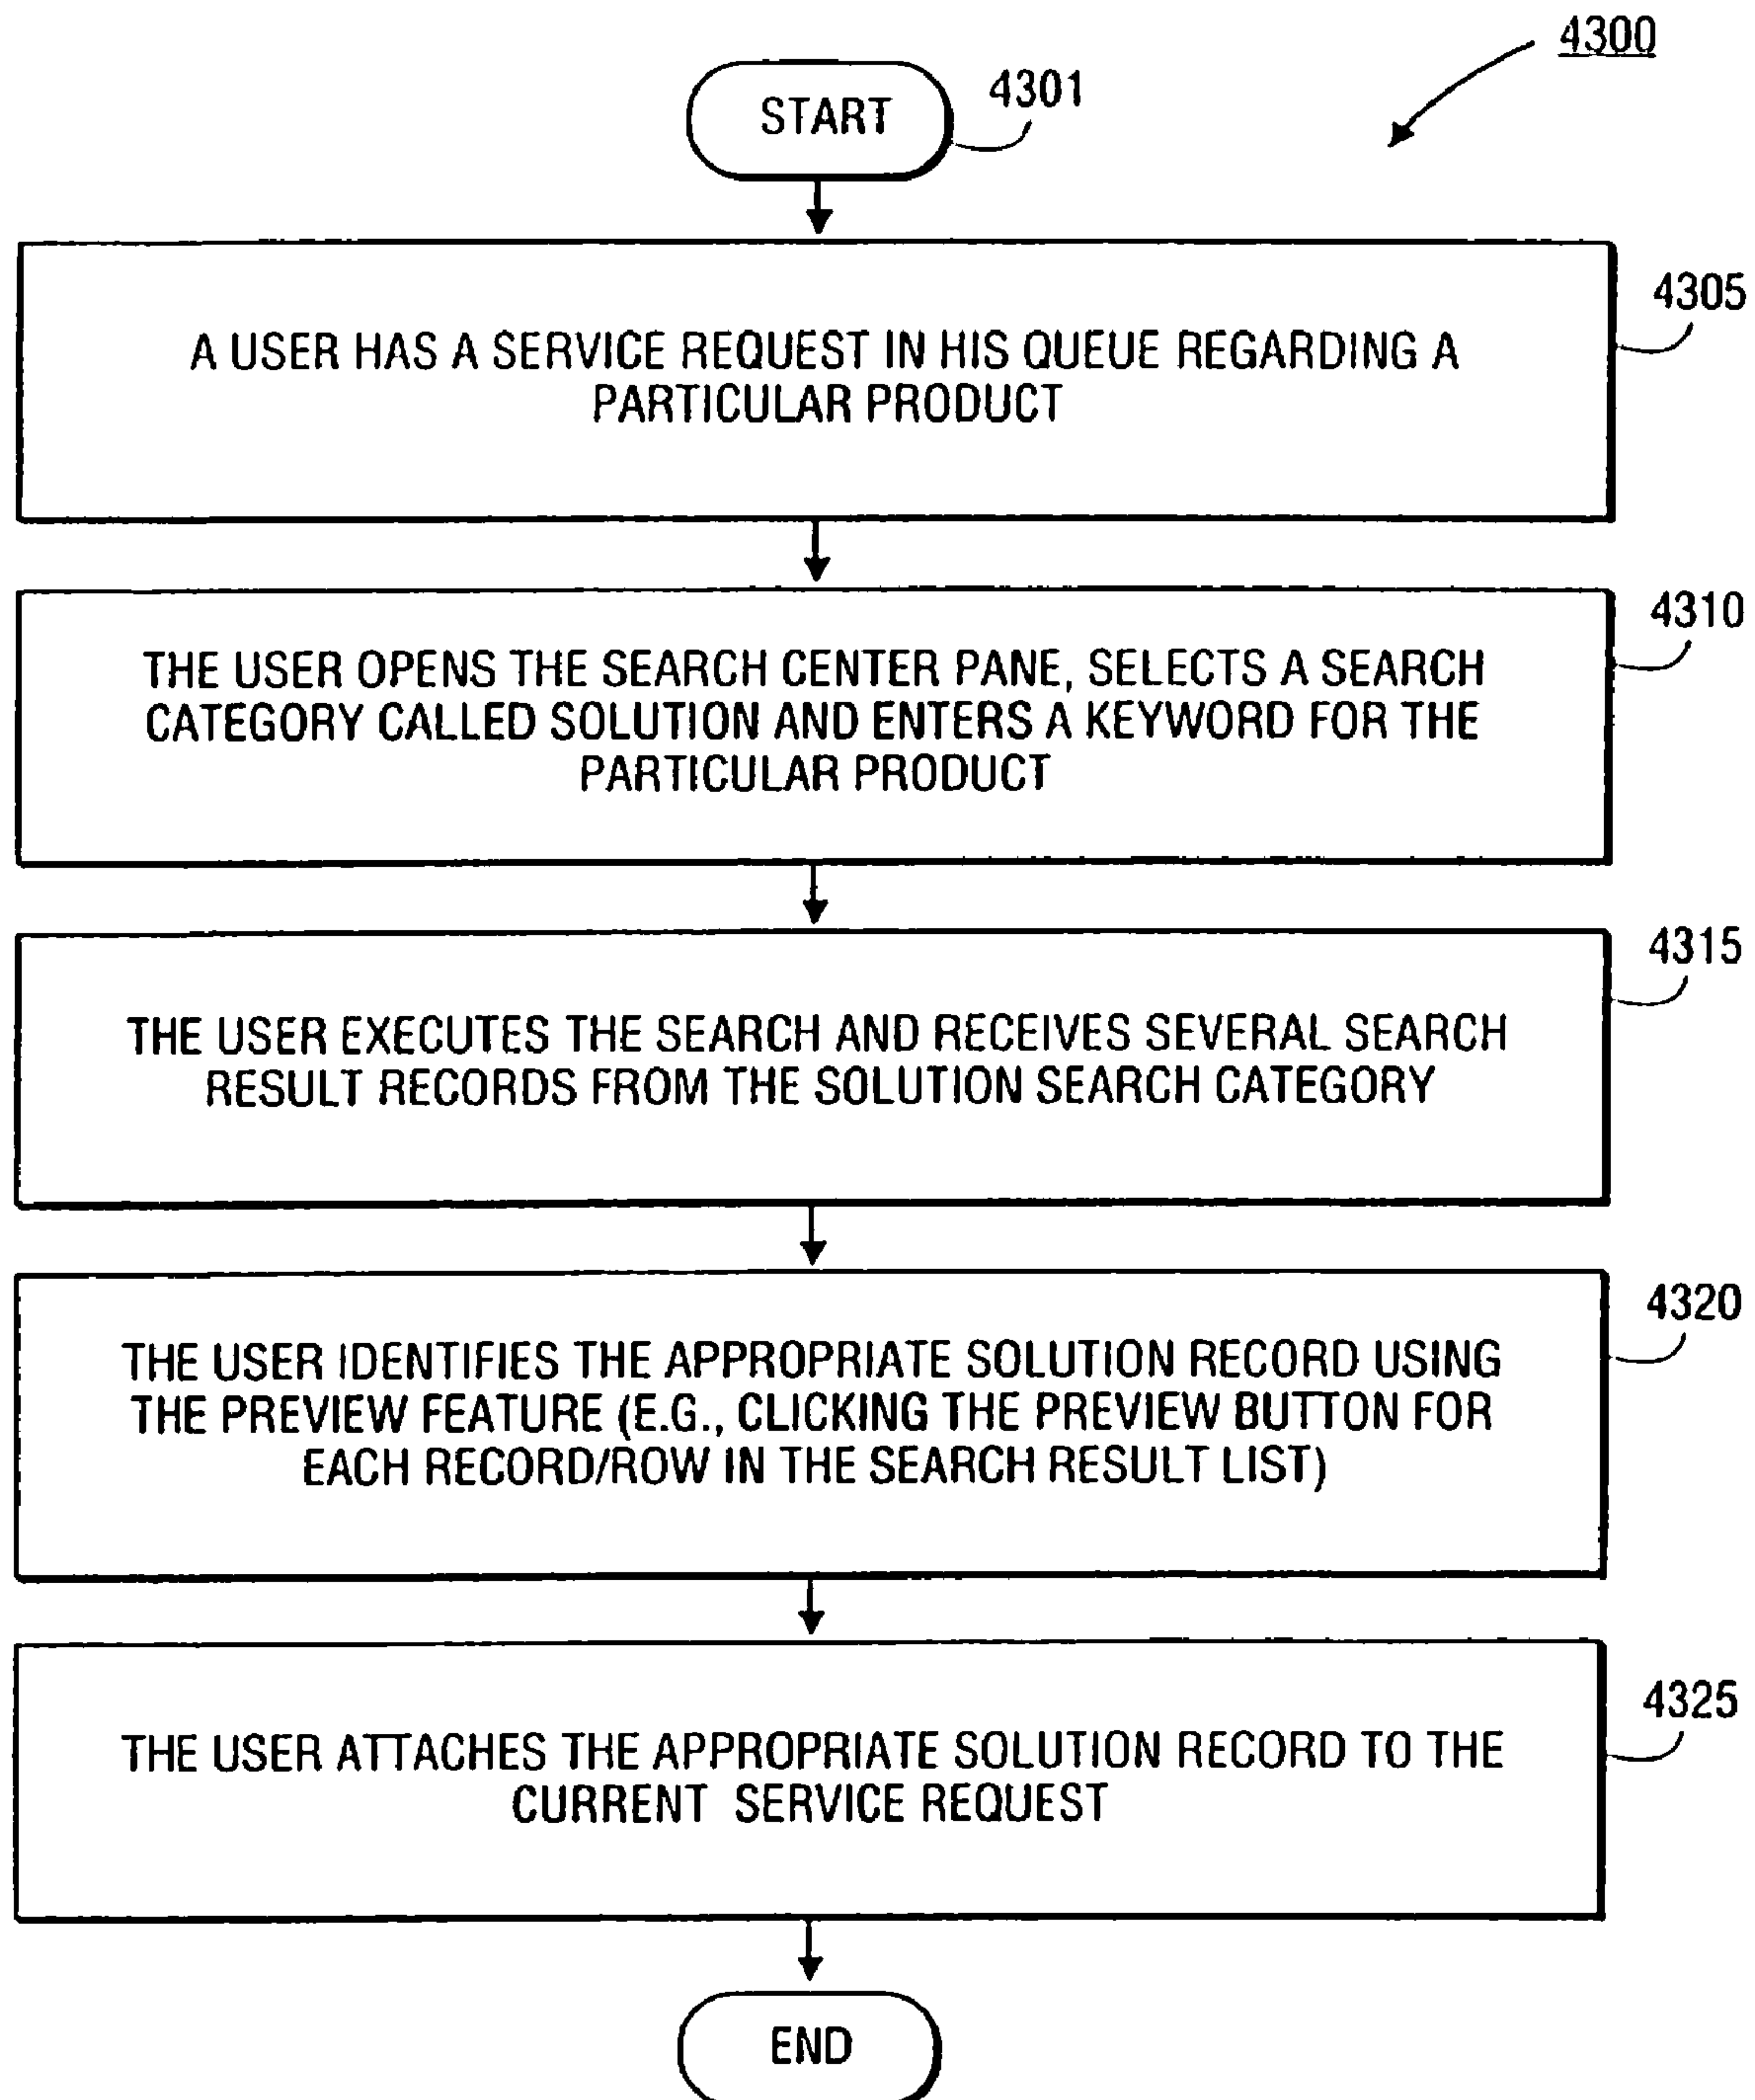 4300
START
4301
4305
A USER HAS A SERVICE REQUEST IN HIS QUEUE REGARDING A
PARTICULAR PRODUCT
4310
THE USER OPENS THE SEARCH CENTER PANE, SELECTS A SEARCH
CATEGORY CALLED SOLUTION AND ENTERS A KEYWORD FOR THE
PARTICULAR PRODUCT
4315
THE USER EXECUTES THE SEARCH AND RECEIVES SEVERAL SEARCH
RESULT RECORDS FROM THE SOLUTION SEARCH CATEGORY
4320
THE USER IDENTIFIES THE APPROPRIATE SOLUTION RECORD USING
THE PREVIEW FEATURE (E.G., CLICKING THE PREVIEW BUTTON FOR
EACH RECORD/ROW IN THE SEARCH RESULT LIST)
4325
THE USER ATTACHES THE APPROPRIATE SOLUTION RECORD TO THE
CURRENT SERVICE REQUEST
END